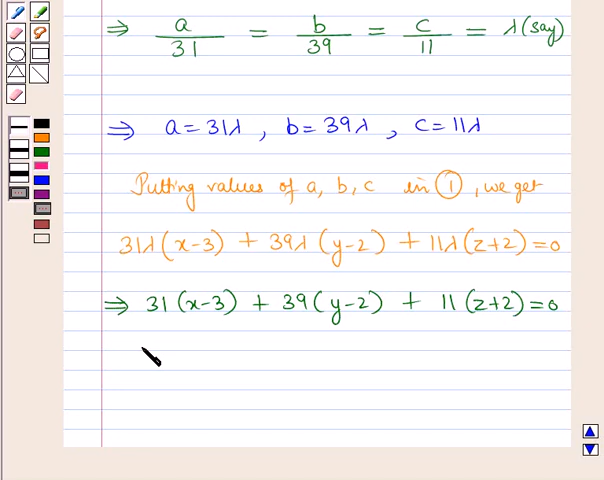 ⇒ a/31 = b/39 = c/11 = λ (say)
⇒ a = 31λ , b = 39λ , c = 11λ
Putting values of a, b, c in ①, we get
31λ(x-3) + 39λ(y-2) + 11λ(z+2) = 0
⇒ 31(x-3) + 39(y-2) + 11(z+2) = 0